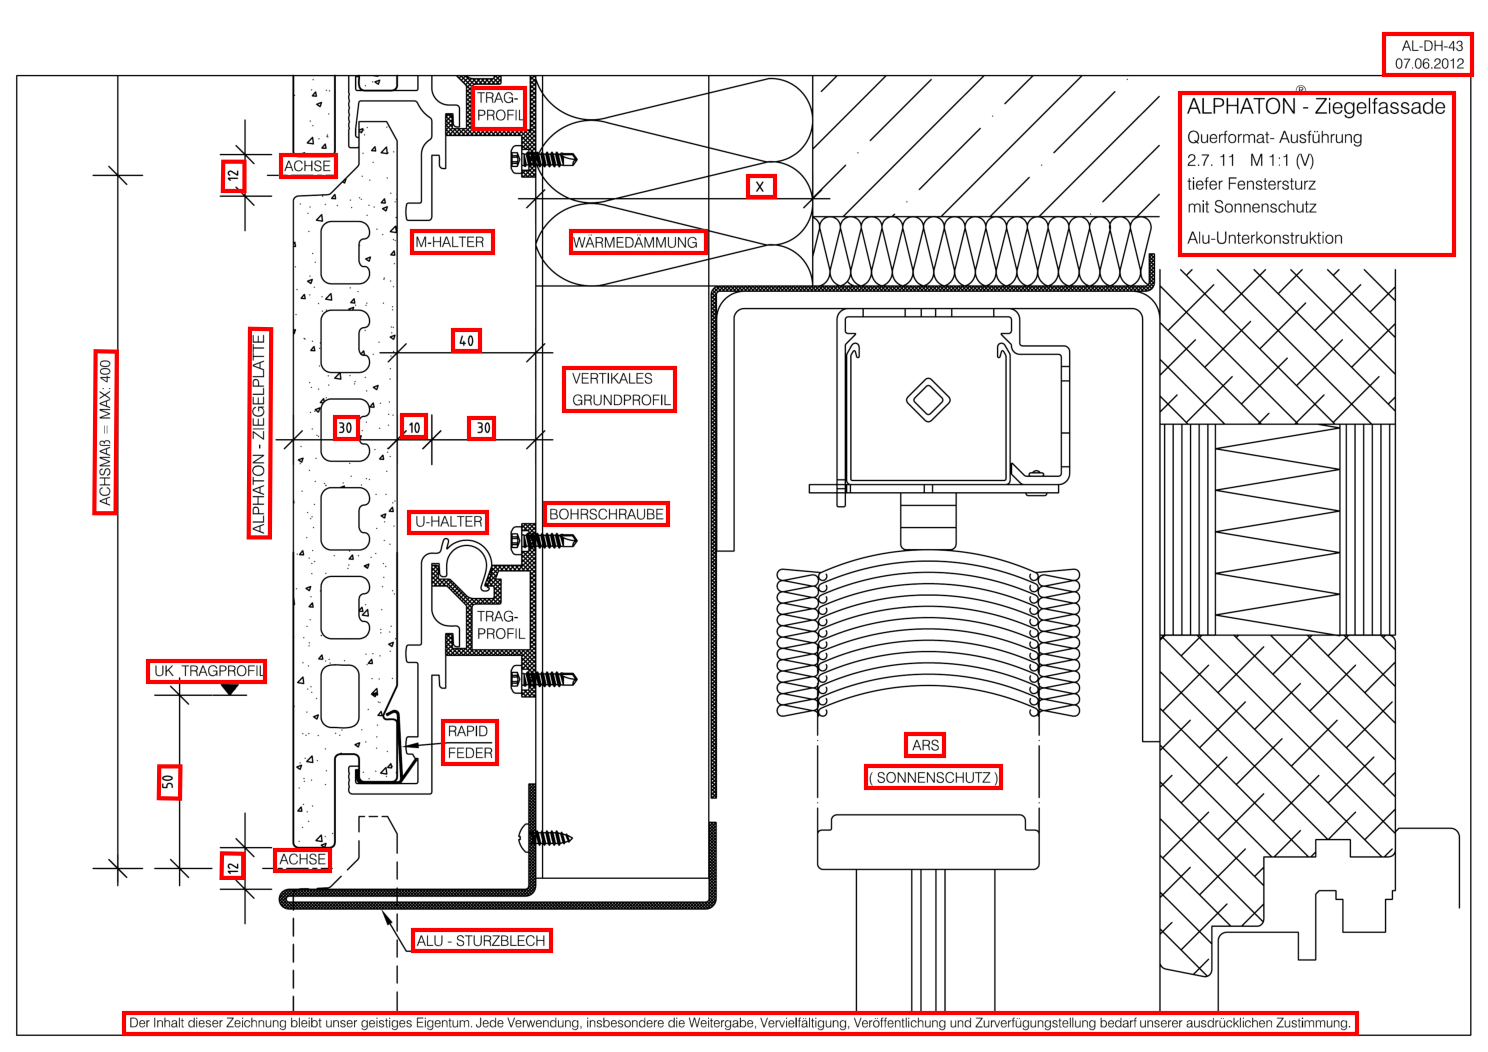 AL-DH-43
07.06.2012
®
ALPHATON - Ziegelfassade
Querformat- Ausführung
2.7. 11 M 1:1 (V)
tiefer Fenstersturz
mit Sonnenschutz
Alu-Unterkonstruktion
TRAG-
PROFIL
ACHSE
12
X
M-HALTER
WÄRMEDÄMMUNG
40
VERTIKALES
GRUNDPROFIL
ACHSMAß = MAX: 400
ALPHATON - ZIEGELPLATTE
30
10
30
U-HALTER
BOHRSCHRAUBE
TRAG-
PROFIL
UK TRAGPROFIL
RAPID
FEDER
ARS
( SONNENSCHUTZ )
50
ACHSE
12
ALU - STURZBLECH
Der Inhalt dieser Zeichnung bleibt unser geistiges Eigentum. Jede Verwendung, insbesondere die Weitergabe, Vervielfältigung, Veröffentlichung und Zurverfügungstellung bedarf unserer ausdrücklichen Zustimmung.